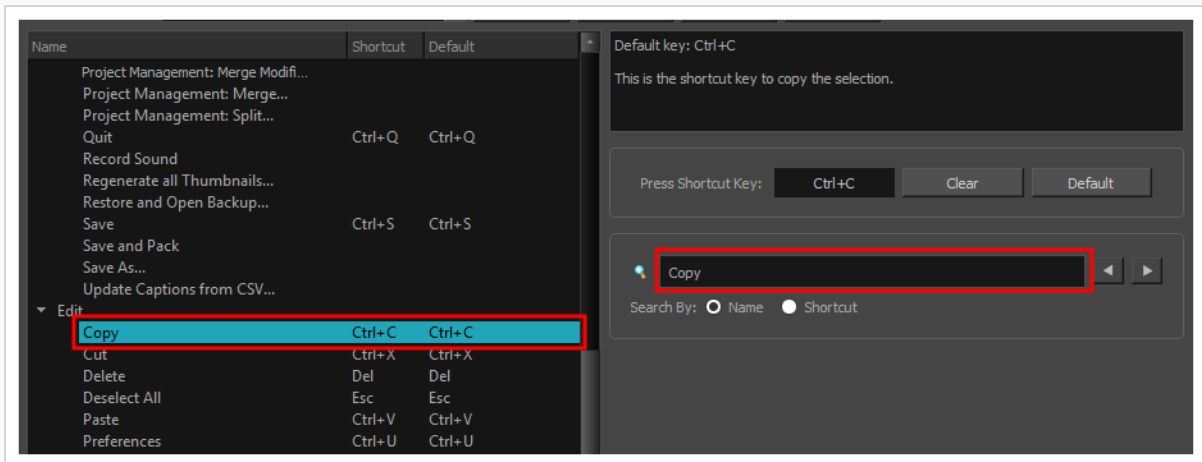 Name Shortcut Default
Project Management: Merge Modifi...
Project Management: Merge...
Project Management: Split...
Quit Ctrl+Q Ctrl+Q
Record Sound
Regenerate all Thumbnails...
Restore and Open Backup...
Save Ctrl+S Ctrl+S
Save and Pack
Save As...
Update Captions from CSV...
Edit
Copy Ctrl+C Ctrl+C
Cut Ctrl+X Ctrl+X
Delete Del Del
Deselect All Esc Esc
Paste Ctrl+V Ctrl+V
Preferences Ctrl+U Ctrl+U
Default key: Ctrl+C
This is the shortcut key to copy the selection.
Press Shortcut Key: Ctrl+C Clear Default
Copy
Search By: Name Shortcut